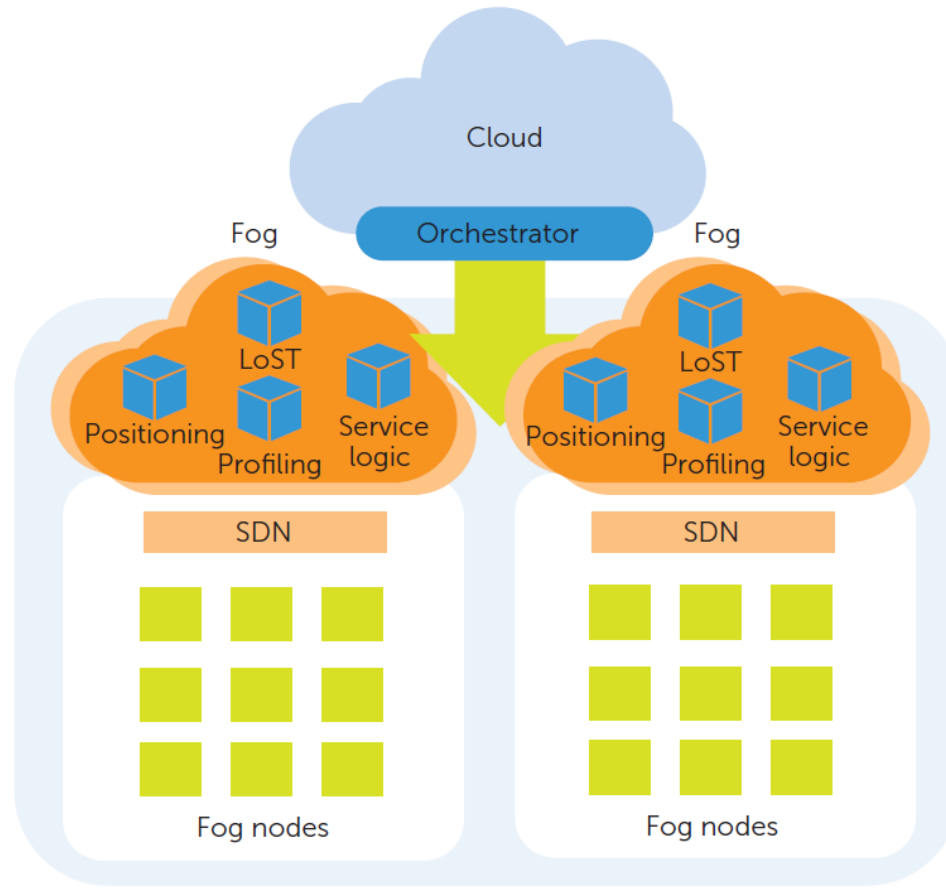 Cloud
Orchestrator
Fog
LoST
Positioning
Profiling
Service
logic
SDN
Fog nodes
Fog
LoST
Positioning
Profiling
Service
logic
SDN
Fog nodes